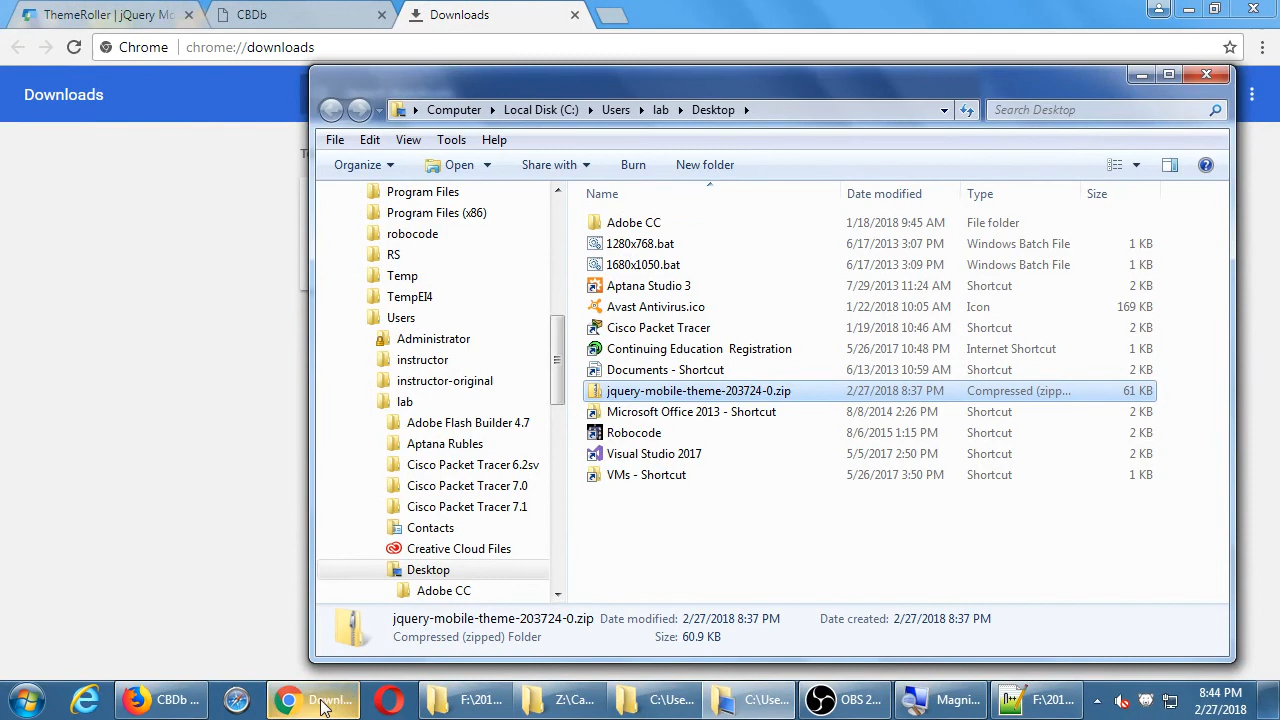 ThemeRoller | jQuery Mo
CBDb
Downloads
Chrome chrome://downloads
Downloads
Computer Local Disk (C:) Users lab Desktop
Search Desktop
File Edit View Tools Help
Organize Open Share with Burn New folder
Name Date modified Type Size
Program Files
Program Files (x86)
robocode
RS
Temp
TempEI4
Users
Administrator
instructor
instructor-original
lab
Adobe Flash Builder 4.7
Aptana Rubles
Cisco Packet Tracer 6.2sv
Cisco Packet Tracer 7.0
Cisco Packet Tracer 7.1
Contacts
Creative Cloud Files
Desktop
Adobe CC
Adobe CC 1/18/2018 9:45 AM File folder
1280x768.bat 6/17/2013 3:07 PM Windows Batch File 1 KB
1680x1050.bat 6/17/2013 3:09 PM Windows Batch File 1 KB
Aptana Studio 3 7/29/2013 11:24 AM Shortcut 2 KB
Avast Antivirus.ico 1/22/2018 10:05 AM Icon 169 KB
Cisco Packet Tracer 1/19/2018 10:46 AM Shortcut 2 KB
Continuing Education Registration 5/26/2017 10:48 PM Internet Shortcut 1 KB
Documents - Shortcut 6/13/2013 10:59 AM Shortcut 2 KB
jquery-mobile-theme-203724-0.zip 2/27/2018 8:37 PM Compressed (zipp... 61 KB
Microsoft Office 2013 - Shortcut 8/8/2014 2:26 PM Shortcut 2 KB
Robocode 8/6/2015 1:15 PM Shortcut 2 KB
Visual Studio 2017 5/5/2017 2:50 PM Shortcut 2 KB
VMs - Shortcut 5/26/2017 3:50 PM Shortcut 1 KB
jquery-mobile-theme-203724-0.zip Date modified: 2/27/2018 8:37 PM Date created: 2/27/2018 8:37 PM
Compressed (zipped) Folder Size: 60.9 KB
CBDb ... Downl... F:\201... Z:\Ca... C:\Use... C:\Use... OBS 2... Magni... F:\201...
8:44 PM
2/27/2018